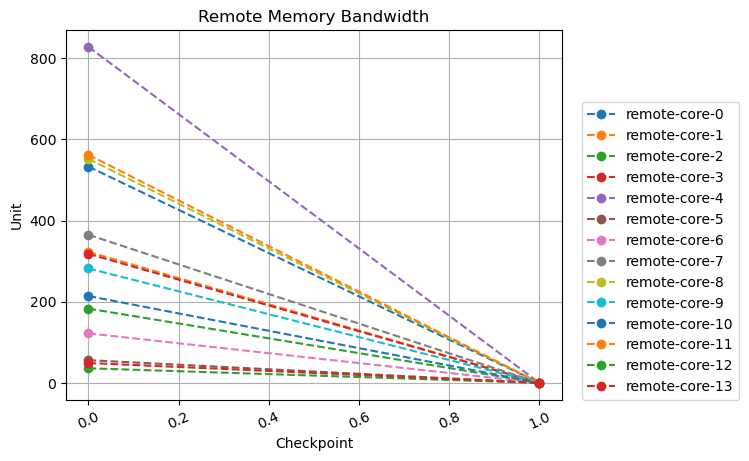 Remote Memory Bandwidth
800
600
400
200
0
Unit
0.0
0.2
0.4
0.6
0.8
1.0
Checkpoint
remote-core-0
remote-core-1
remote-core-2
remote-core-3
remote-core-4
remote-core-5
remote-core-6
remote-core-7
remote-core-8
remote-core-9
remote-core-10
remote-core-11
remote-core-12
remote-core-13